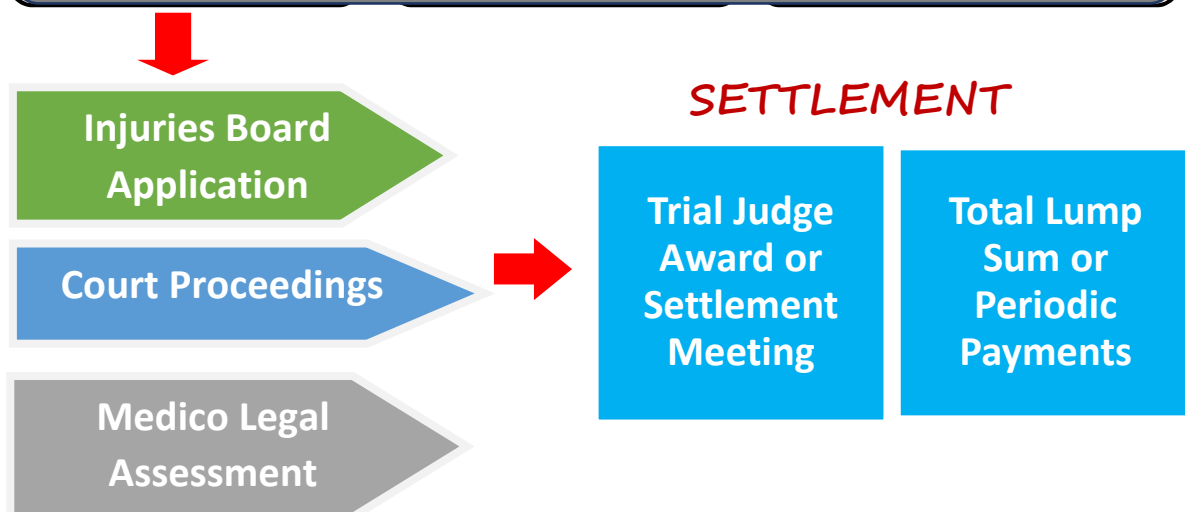 Injuries Board
Application
Court Proceedings
Medico Legal
Assessment
SETTLEMENT
Trial Judge
Award or
Settlement
Meeting
Total Lump
Sum or
Periodic
Payments